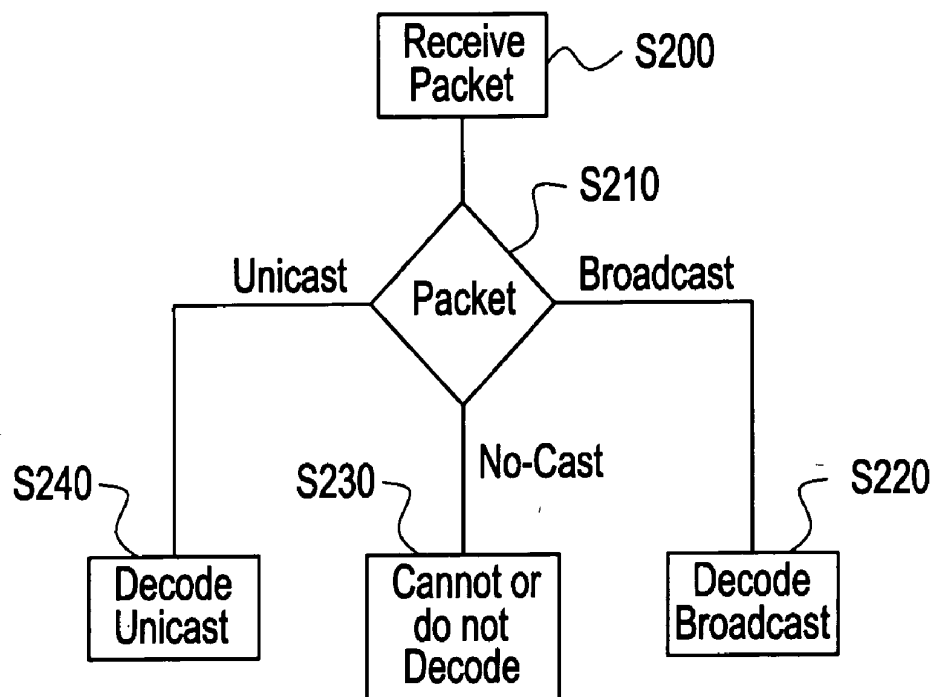 Receive
Packet
S200
S210
Unicast
Packet
Broadcast
No-Cast
S240
S230
S220
Decode
Unicast
Cannot or
do not
Decode
Decode
Broadcast